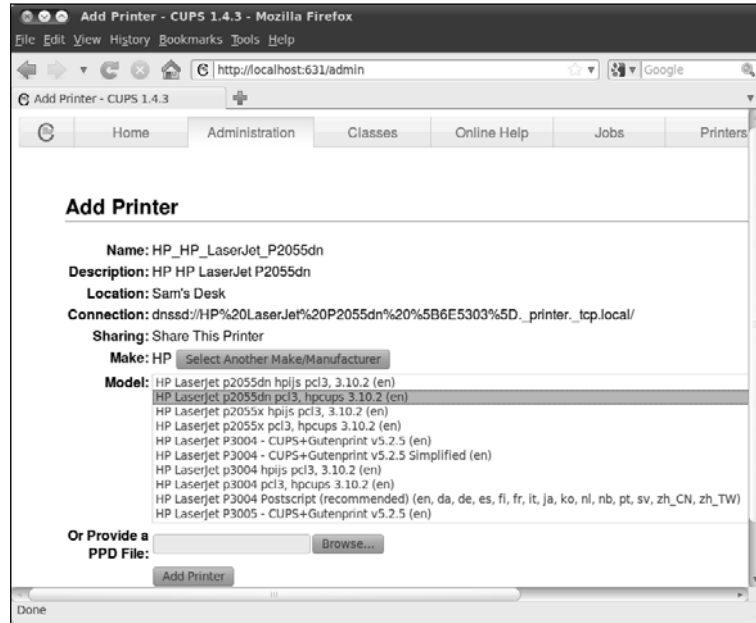 Add Printer - CUPS 1.4.3 - Mozilla Firefox
File Edit View History Bookmarks Tools Help
http://localhost:631/admin
Google
Add Printer - CUPS 1.4.3
Home Administration Classes Online Help Jobs Printers
Add Printer
Name: HP_HP_LaserJet_P2055dn
Description: HP HP LaserJet P2055dn
Location: Sam's Desk
Connection: dnssd://HP%20LaserJet%20P2055dn%20%5B6E5303%5D._printer._tcp.local/
Sharing: Share This Printer
Make: HP Select Another Make/Manufacturer
Model: HP LaserJet p2055dn hpijs pcl3, 3.10.2 (en)
HP LaserJet p2055dn pcl3, hpcups 3.10.2 (en)
HP LaserJet p2055x hpijs pcl3, 3.10.2 (en)
HP LaserJet p2055x pcl3, hpcups 3.10.2 (en)
HP LaserJet P3004 - CUPS+Gutenprint v5.2.5 (en)
HP LaserJet P3004 - CUPS+Gutenprint v5.2.5 Simplified (en)
HP LaserJet p3004 hpijs pcl3, 3.10.2 (en)
HP LaserJet p3004 pcl3, hpcups 3.10.2 (en)
HP LaserJet P3004 Postscript (recommended) (en, da, de, es, fi, fr, it, ja, ko, nl, nb, pt, sv, zh_CN, zh_TW)
HP LaserJet P3005 - CUPS+Gutenprint v5.2.5 (en)
Or Provide a PPD File: Browse...
Add Printer
Done